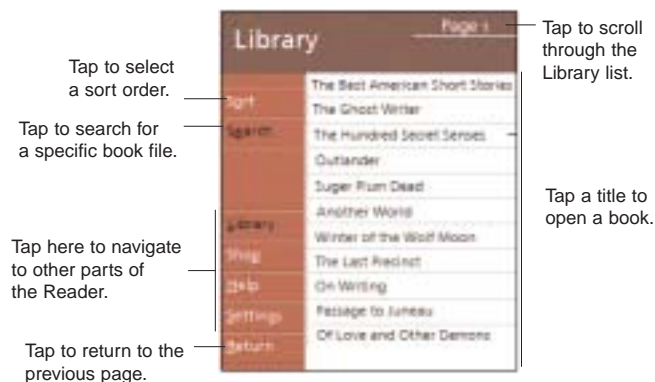 Library
Page 1
Tap to scroll
through the
Library list.
Tap to select
a sort order.
Tap to search for
a specific book file.
Sort
Search
Library
Shop
Help
Settings
Return
The Best American Short Stories
The Ghost Writer
The Hundred Secret Senses
Outlander
Suger Plum Dead
Another World
Winter of the Wolf Moon
The Last Precinct
On Writing
Passage to Juneau
Of Love and Other Demons
Tap a title to
open a book.
Tap here to navigate
to other parts of
the Reader.
Tap to return to the
previous page.